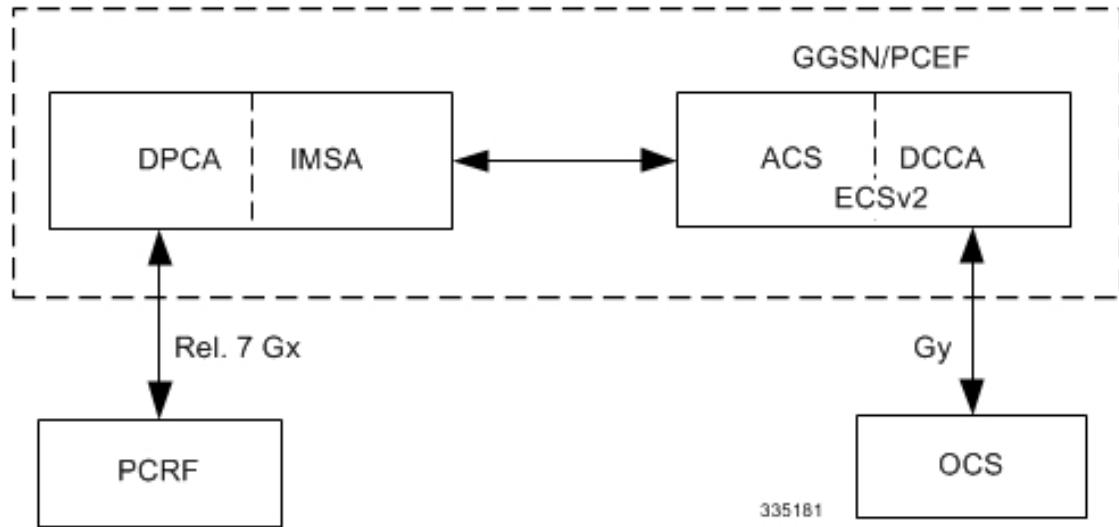 GGSN/PCEF
DPCA IMSA
ACS DCCA
ECSv2
Rel. 7 Gx
Gy
PCRF
OCS
335181